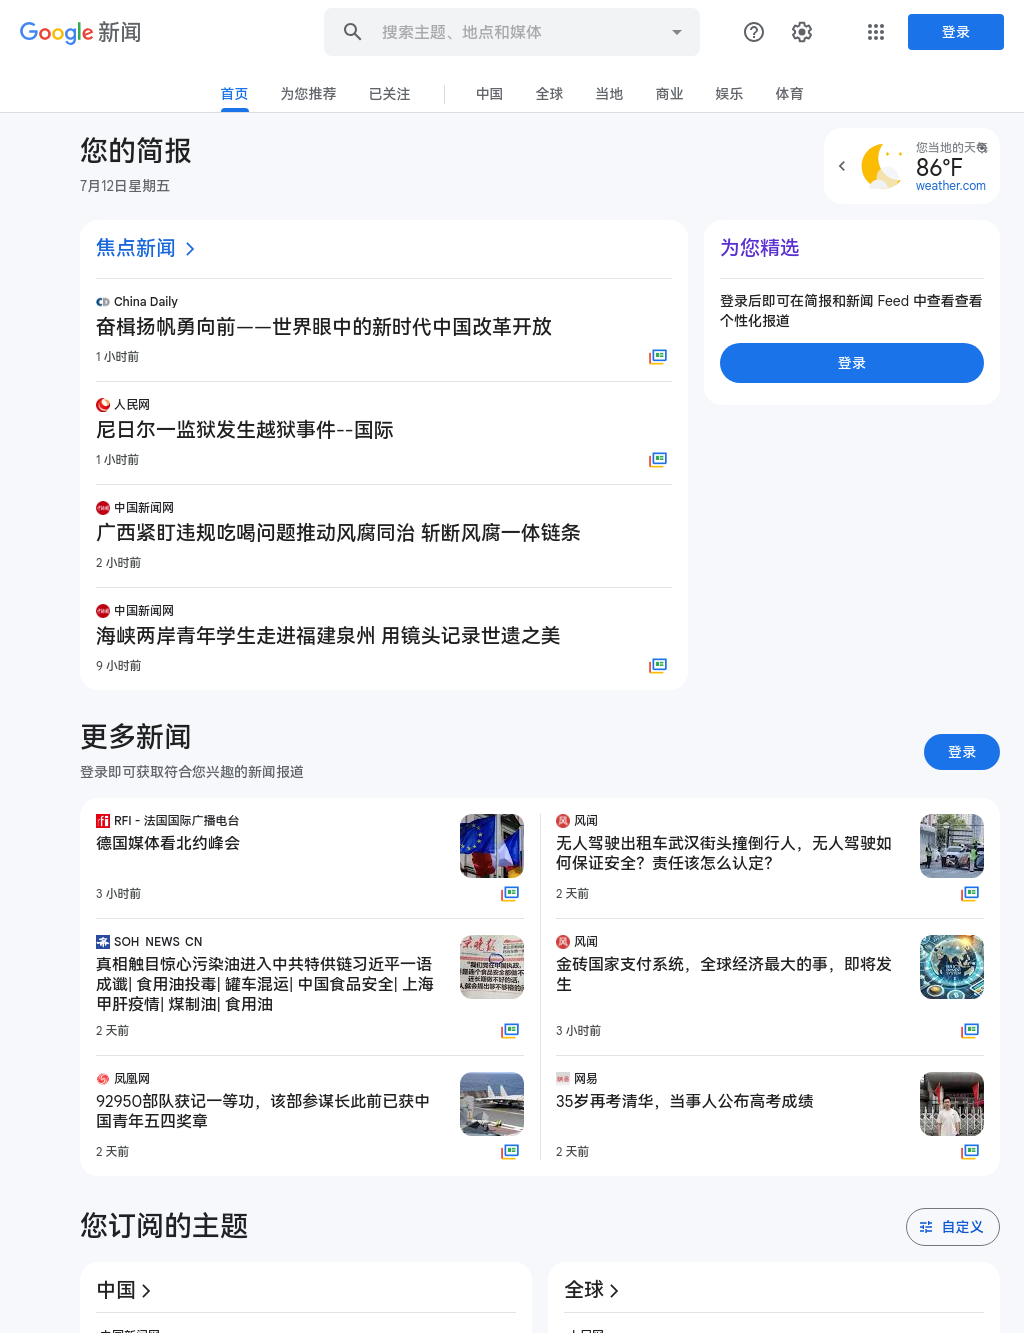 Google 新闻
搜索主题、地点和媒体
登录
首页 为您推荐 已关注 中国 全球 当地 商业 娱乐 体育
您的简报
7月12日星期五
您当地的天气
86°F
weather.com
焦点新闻
China Daily
奋楫扬帆勇向前——世界眼中的新时代中国改革开放
1 小时前
人民网
尼日尔一监狱发生越狱事件--国际
1 小时前
中国新闻网
广西紧盯违规吃喝问题推动风腐同治 斩断风腐一体链条
2 小时前
中国新闻网
海峡两岸青年学生走进福建泉州 用镜头记录世遗之美
9 小时前
为您精选
登录后即可在简报和新闻 Feed 中查看查看
个性化报道
登录
更多新闻
登录即可获取符合您兴趣的新闻报道
登录
RFI - 法国国际广播电台
德国媒体看北约峰会
3 小时前
风闻
无人驾驶出租车武汉街头撞倒行人，无人驾驶如
何保证安全？责任该怎么认定？
2 天前
SOH_NEWS_CN
真相触目惊心污染油进入中共特供链习近平一语
成谶| 食用油投毒| 罐车混运| 中国食品安全| 上海
甲肝疫情| 煤制油| 食用油
2 天前
风闻
金砖国家支付系统，全球经济最大的事，即将发
生
3 小时前
凤凰网
92950部队获记一等功，该部参谋长此前已获中
国青年五四奖章
2 天前
网易
35岁再考清华，当事人公布高考成绩
2 天前
您订阅的主题
自定义
中国
全球